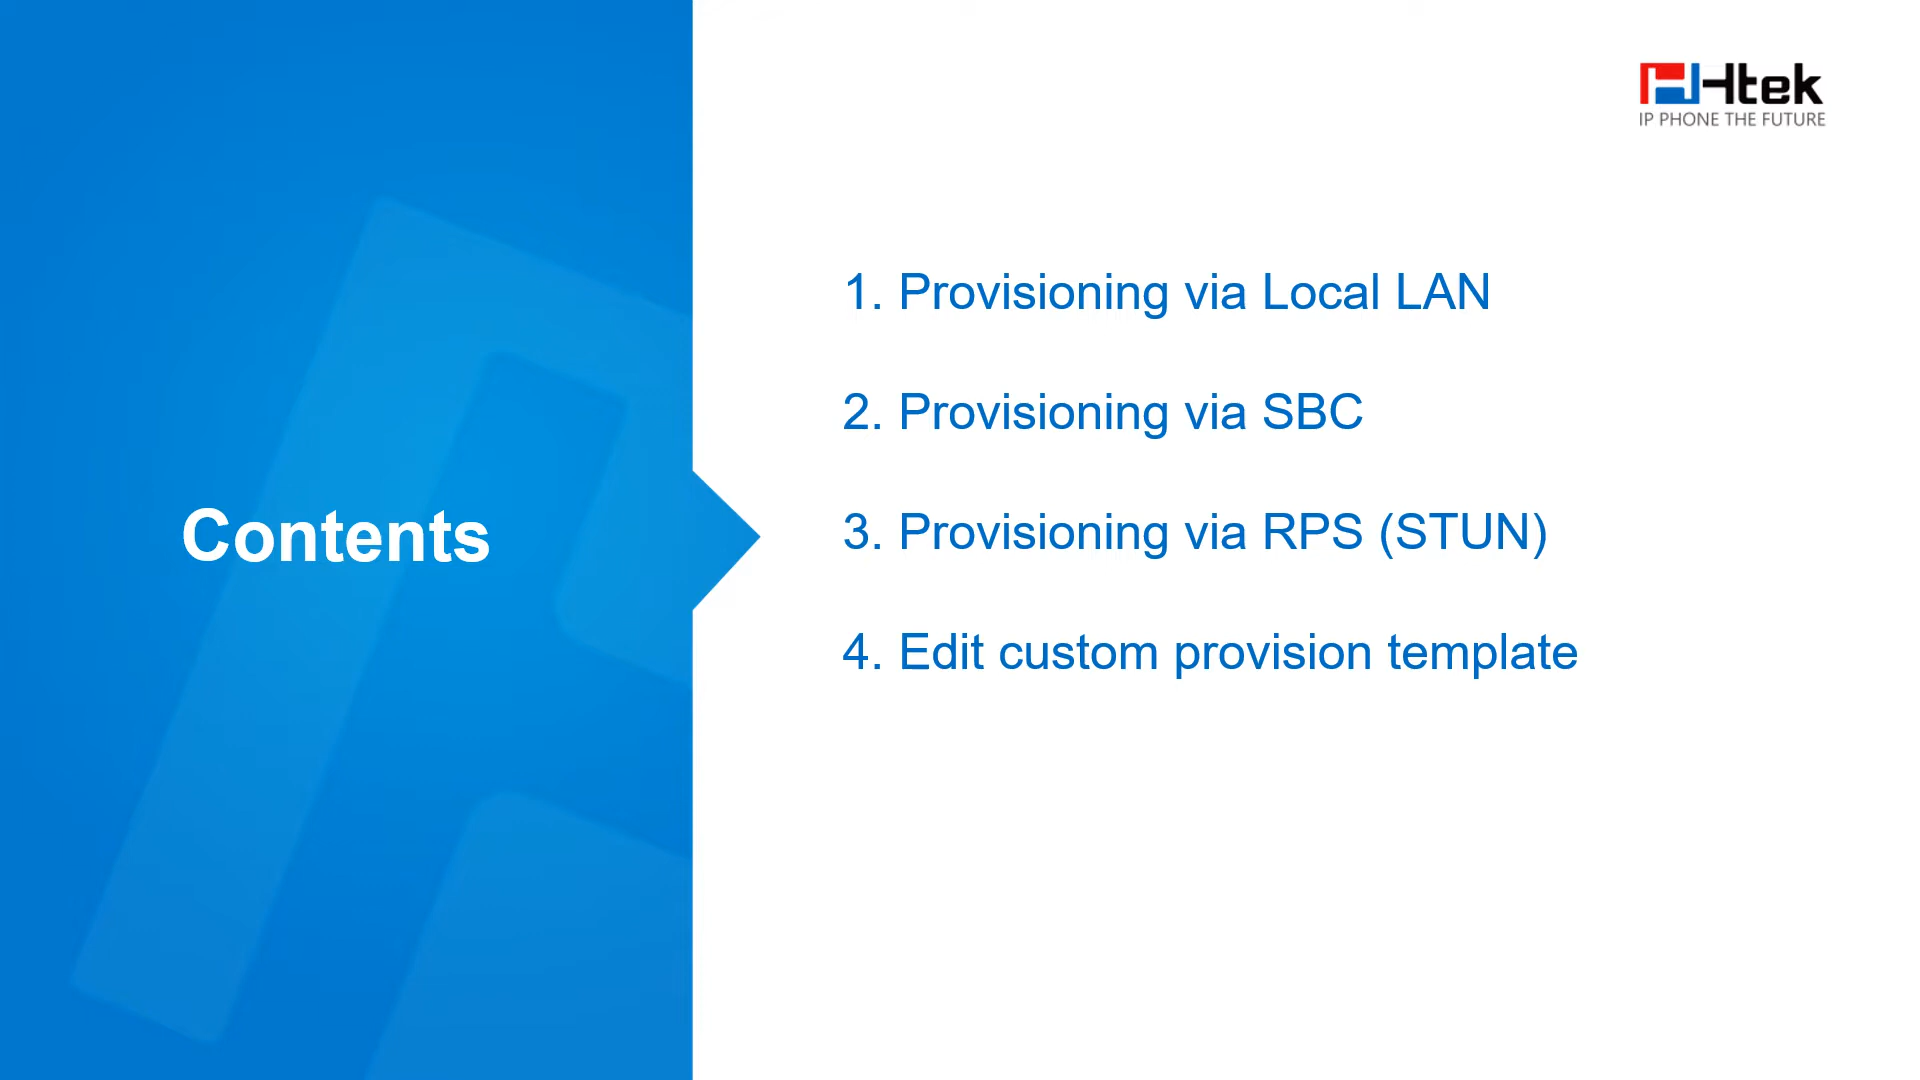 Htek
IP PHONE THE FUTURE
Contents
1. Provisioning via Local LAN
2. Provisioning via SBC
3. Provisioning via RPS (STUN)
4. Edit custom provision template